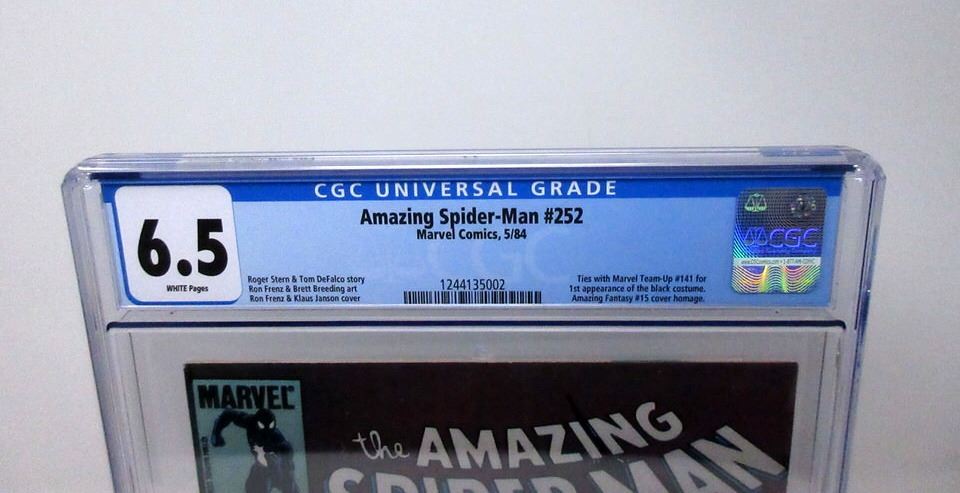 CGC UNIVERSAL GRADE
6.5
WHITE Pages
Amazing Spider-Man #252
Marvel Comics, 5/84
Roger Stern & Tom DeFalco story
Ron Frenz & Brett Breeding art
Ron Frenz & Klaus Janson cover
1244135002
Ties with Marvel Team-Up #141 for
1st appearance of the black costume.
Amazing Fantasy #15 cover homage.
CGC
MARVEL
the AMAZING
SPIDER-MAN